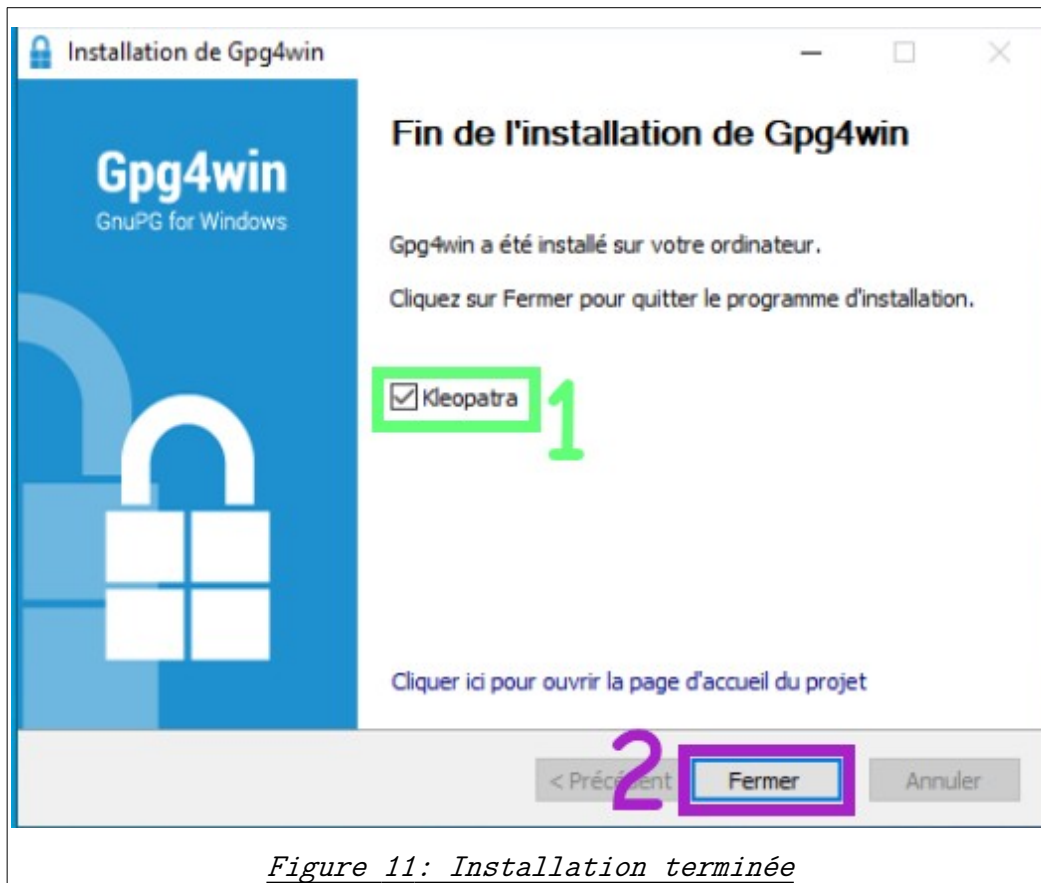 Installation de Gpg4win
Gpg4win
GnuPG for Windows
Fin de l'installation de Gpg4win
Gpg4win a été installé sur votre ordinateur.
Cliquez sur Fermer pour quitter le programme d'installation.
Kleopatra
1
Cliquer ici pour ouvrir la page d'accueil du projet
< Précédent
2
Fermer
Annuler
Figure 11: Installation terminée